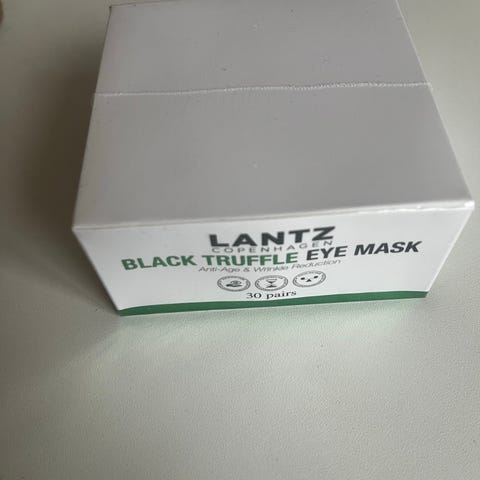 LANTZ
COPENHAGEN
BLACK TRUFFLE EYE MASK
Anti-Age & Wrinkle Reduction
30 pairs